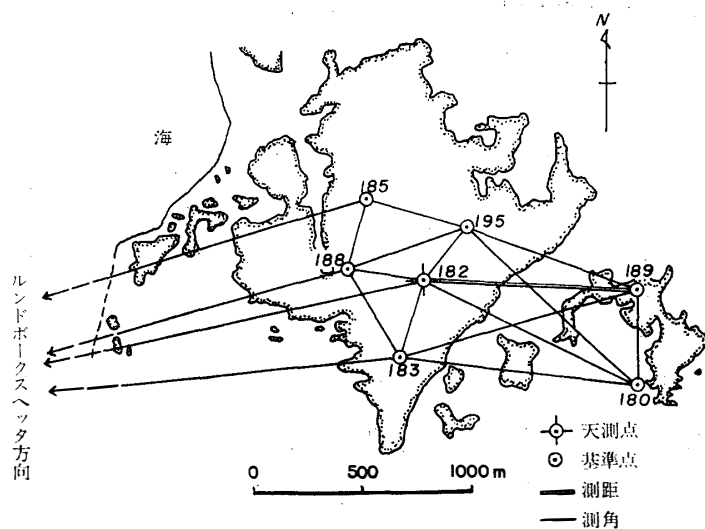 N
海
185
195
188
182
189
183
180
ルンドボークスヘッタ方向
天測点
基準点
測距
測角
0 500 1000 m